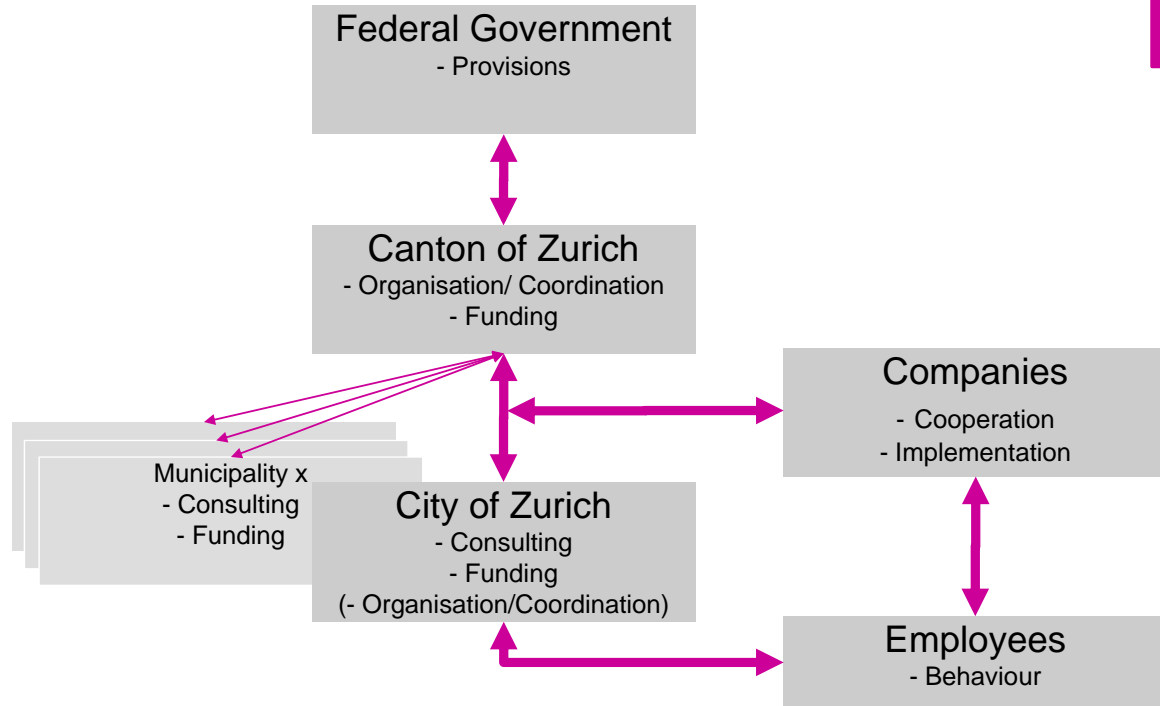 Federal Government
- Provisions
Canton of Zurich
- Organisation/ Coordination
- Funding
Companies
- Cooperation
- Implementation
Municipality x
- Consulting
- Funding
City of Zurich
- Consulting
- Funding
(- Organisation/Coordination)
Employees
- Behaviour